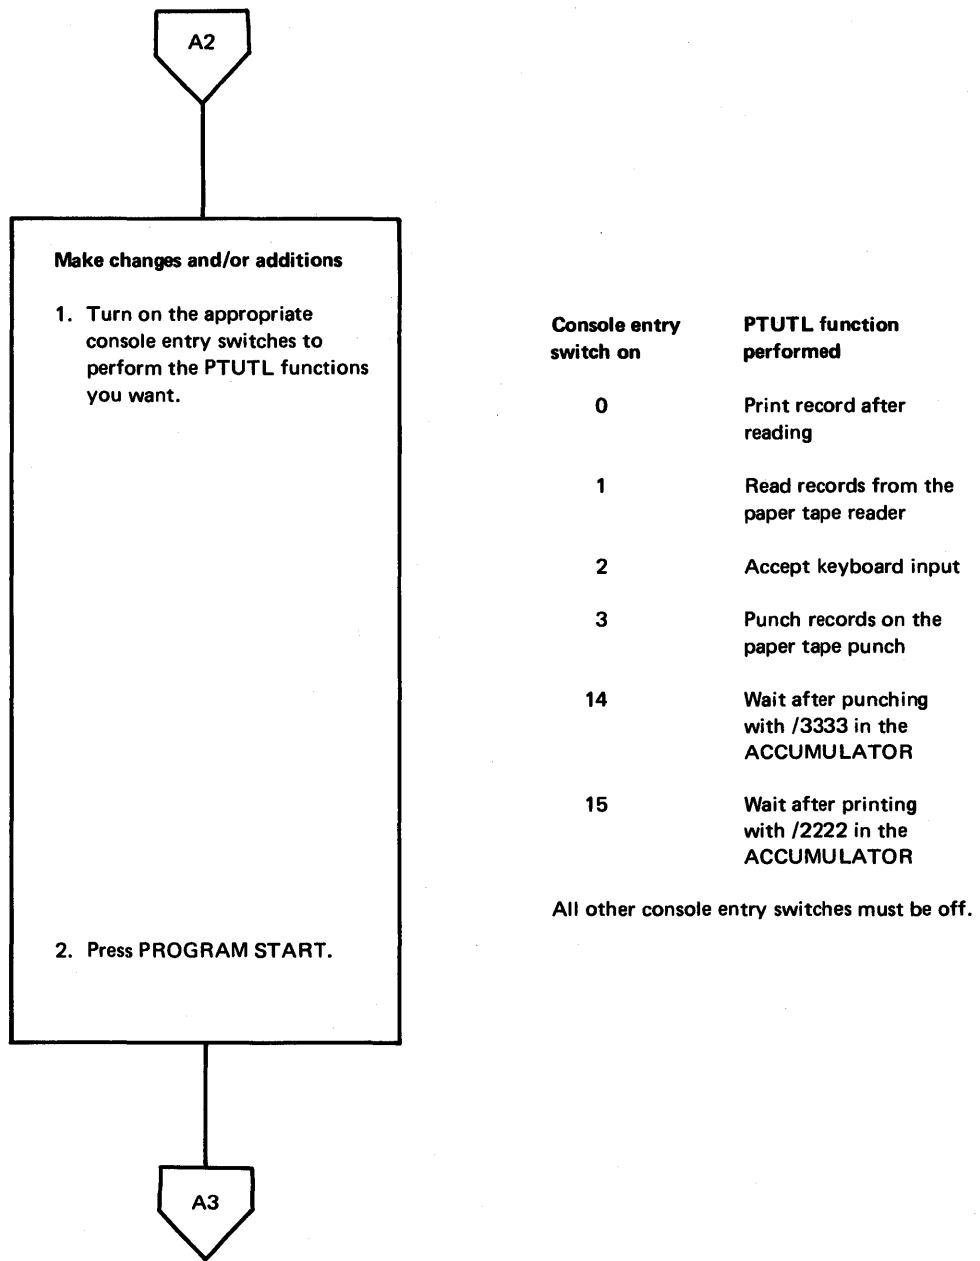 A2
Make changes and/or additions
1. Turn on the appropriate
console entry switches to
perform the PTUTL functions
you want.
2. Press PROGRAM START.
Console entry
switch on
PTUTL function
performed
0
Print record after
reading
1
Read records from the
paper tape reader
2
Accept keyboard input
3
Punch records on the
paper tape punch
14
Wait after punching
with /3333 in the
ACCUMULATOR
15
Wait after printing
with /2222 in the
ACCUMULATOR
All other console entry switches must be off.
A3